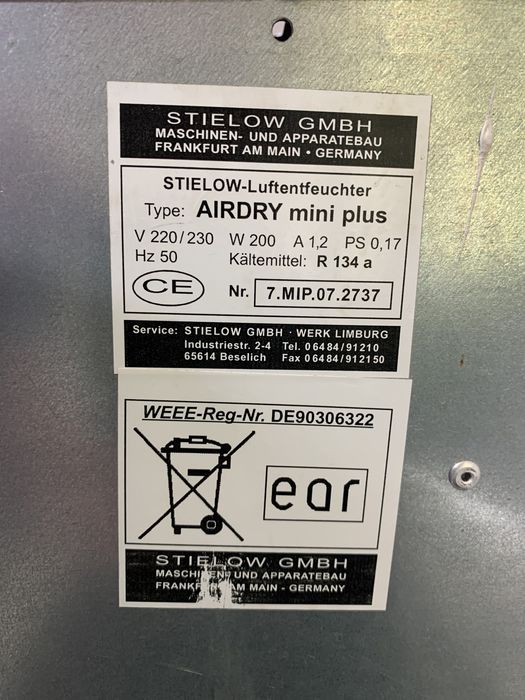 STIELOW GMBH
MASCHINEN- UND APPARATEBAU
FRANKFURT AM MAIN • GERMANY
STIELOW-Luftentfeuchter
Type: AIRDRY mini plus
V 220/230 W 200 A 1,2 PS 0,17
Hz 50 Kältemittel: R 134 a
CE Nr. 7.MIP.07.2737
Service: STIELOW GMBH · WERK LIMBURG
Industriestr. 2-4 Tel. 06484/91210
65614 Beselich Fax 06484/912150
WEEE-Reg-Nr. DE90306322
ear
STIELOW GMBH
MASCHINEN- UND APPARATEBAU
FRANKFURT AM MAIN - GERMANY